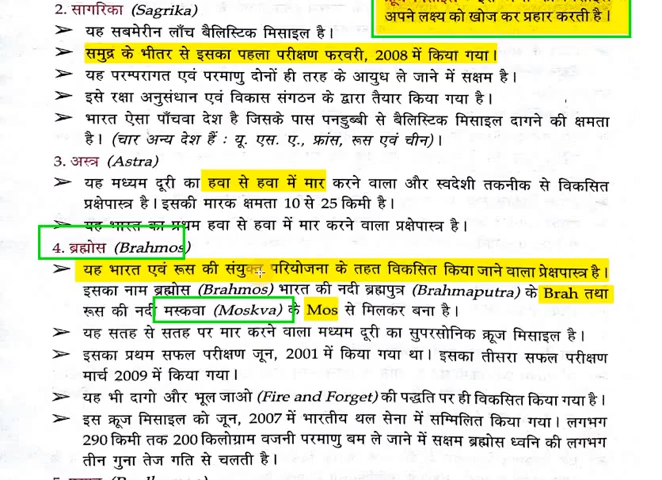 अपने लक्ष्य को खोज कर प्रहार करती है।
2. सागरिका (Sagrika)
➢ यह सबमेरीन लाँच बैलिस्टिक मिसाइल है।
➢ समुद्र के भीतर से इसका पहला परीक्षण फरवरी, 2008 में किया गया।
➢ यह परम्परागत एवं परमाणु दोनों ही तरह के आयुध ले जाने में सक्षम है।
➢ इसे रक्षा अनुसंधान एवं विकास संगठन के द्वारा तैयार किया गया है।
➢ भारत ऐसा पाँचवा देश है जिसके पास पनडुब्बी से बैलिस्टिक मिसाइल दागने की क्षमता
है। (चार अन्य देश हैं : यू. एस. ए., फ्रांस, रूस एवं चीन)।
3. अस्त्र (Astra)
➢ यह मध्यम दूरी का हवा से हवा में मार करने वाला और स्वदेशी तकनीक से विकसित
प्रक्षेपास्त्र है। इसकी मारक क्षमता 10 से 25 किमी है।
➢ यह भारत का प्रथम हवा से हवा में मार करने वाला प्रक्षेपास्त्र है।
4. ब्रह्मोस (Brahmos)
➢ यह भारत एवं रूस की संयुक्त परियोजना के तहत विकसित किया जाने वाला प्रेक्षपास्त्र है।
इसका नाम ब्रह्मोस (Brahmos) भारत की नदी ब्रह्मपुत्र (Brahmaputra) के Brah तथा
रूस की नदी मस्कवा (Moskva) के Mos से मिलकर बना है।
➢ यह सतह से सतह पर मार करने वाला मध्यम दूरी का सुपरसोनिक क्रूज मिसाइल है।
➢ इसका प्रथम सफल परीक्षण जून, 2001 में किया गया था। इसका तीसरा सफल परीक्षण
मार्च 2009 में किया गया।
➢ यह भी दागो और भूल जाओ (Fire and Forget) की पद्धति पर ही विकसित किया गया है।
➢ इस क्रूज मिसाइल को जून, 2007 में भारतीय थल सेना में सम्मिलित किया गया। लगभग
290 किमी तक 200 किलोग्राम वजनी परमाणु बम ले जाने में सक्षम ब्रह्मोस ध्वनि की लगभग
तीन गुना तेज गति से चलती है।